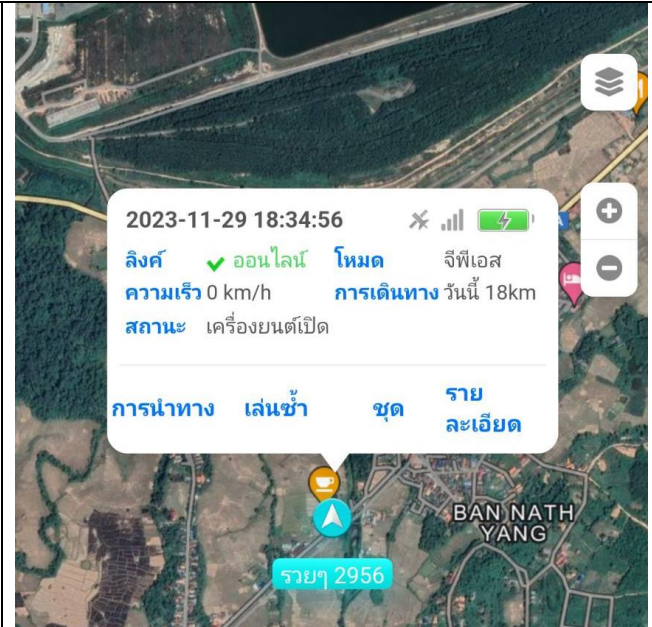 2023-11-29 18:34:56
ลิงค์ ออนไลน์ โหมด จีพีเอส
ความเร็ว 0 km/h การเดินทาง วันนี้ 18km
สถานะ เครื่องยนต์เปิด
การนำทาง เล่นซ้ำ ชุด ราย
ละเอียด
BAN NATH
YANG
รวยๆ 2956